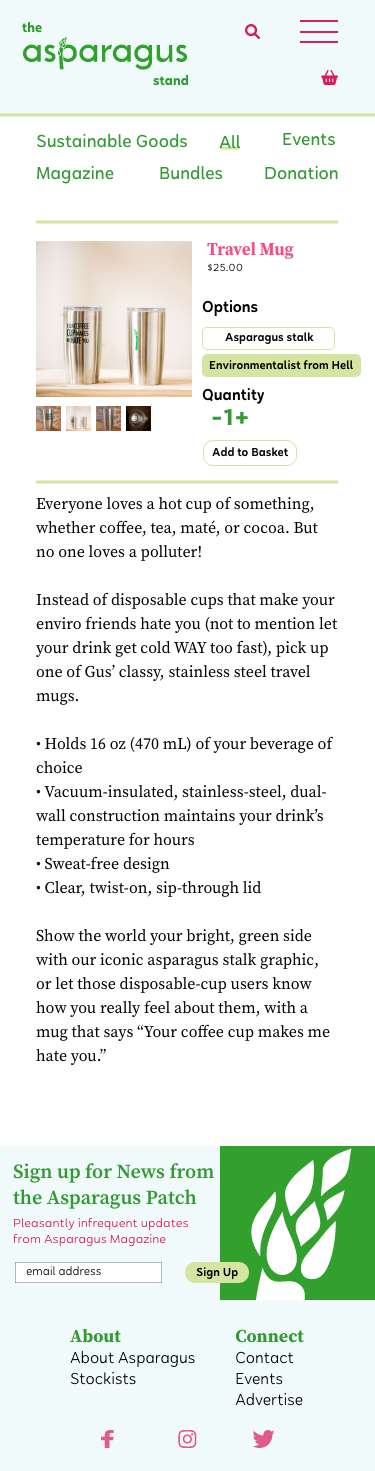 the
asparagus
stand
Sustainable Goods All Events
Magazine Bundles Donation
Travel Mug
$25.00
Options
Asparagus stalk
Environmentalist from Hell
Quantity
-1+
Add to Basket
Everyone loves a hot cup of something,
whether coffee, tea, maté, or cocoa. But
no one loves a polluter!
Instead of disposable cups that make your
enviro friends hate you (not to mention let
your drink get cold WAY too fast), pick up
one of Gus’ classy, stainless steel travel
mugs.
• Holds 16 oz (470 mL) of your beverage of
choice
• Vacuum-insulated, stainless-steel, dual-
wall construction maintains your drink’s
temperature for hours
• Sweat-free design
• Clear, twist-on, sip-through lid
Show the world your bright, green side
with our iconic asparagus stalk graphic,
or let those disposable-cup users know
how you really feel about them, with a
mug that says “Your coffee cup makes me
hate you.”
Sign up for News from
the Asparagus Patch
Pleasantly infrequent updates
from Asparagus Magazine
email address
Sign Up
About
About Asparagus
Stockists
Connect
Contact
Events
Advertise